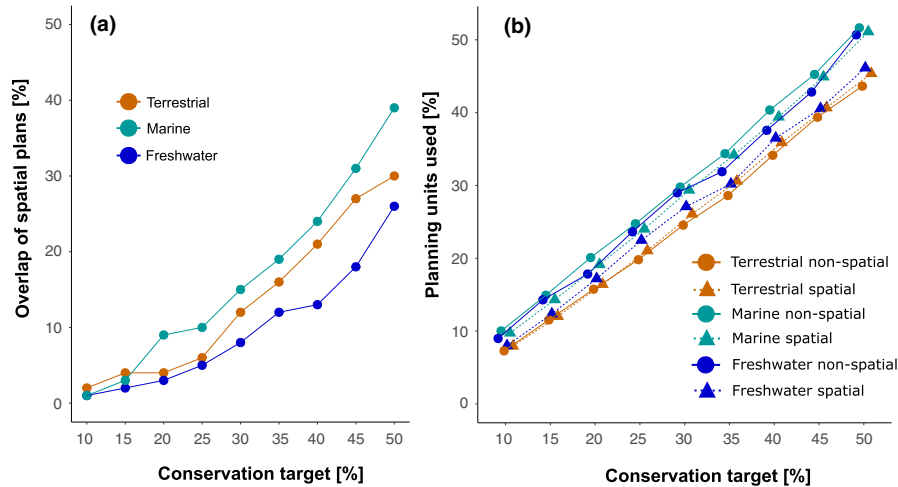 (a)
Overlap of spatial plans [%]
50
40
30
20
10
0
Terrestrial
Marine
Freshwater
10 15 20 25 30 35 40 45 50
Conservation target [%]
(b)
Planning units used [%]
50
40
30
20
10
0
Terrestrial non-spatial
Terrestrial spatial
Marine non-spatial
Marine spatial
Freshwater non-spatial
Freshwater spatial
10 15 20 25 30 35 40 45 50
Conservation target [%]